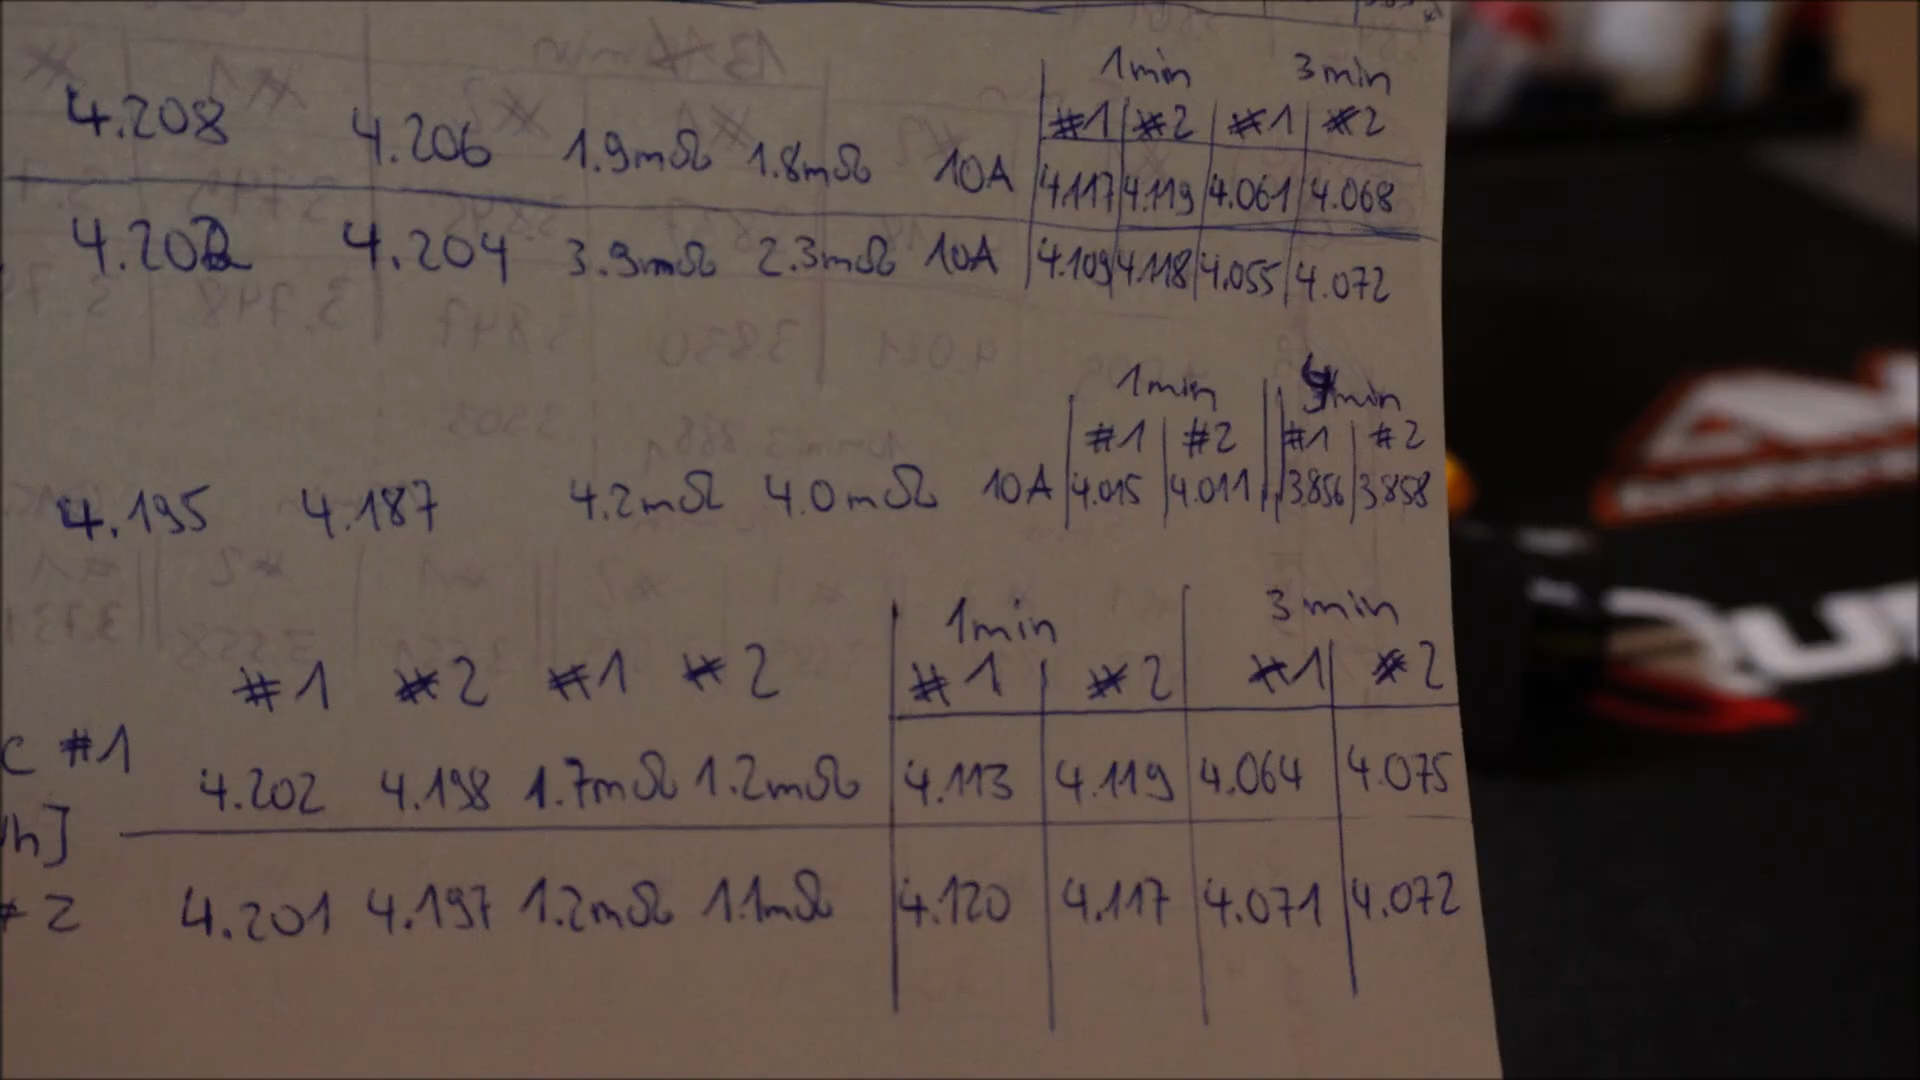 1min 3min
#1 #2 #1 #2
4.208 4.206 1.9mΩ 1.8mΩ 10A 4.117 4.119 4.061 4.068
4.202 4.204 3.9mΩ 2.3mΩ 10A 4.109 4.118 4.055 4.072
1min min
#1 #2 #1 #2
4.195 4.187 4.2mΩ 4.0mΩ 10A 4.015 4.011 3.856 3.858
1min 3min
#1 #2 #1 #2 #1 #2 #1 #2
C #1
4.202 4.198 1.7mΩ 1.2mΩ 4.113 4.119 4.064 4.075
h]
#2 4.201 4.197 1.2mΩ 1.1mΩ 4.120 4.117 4.071 4.072